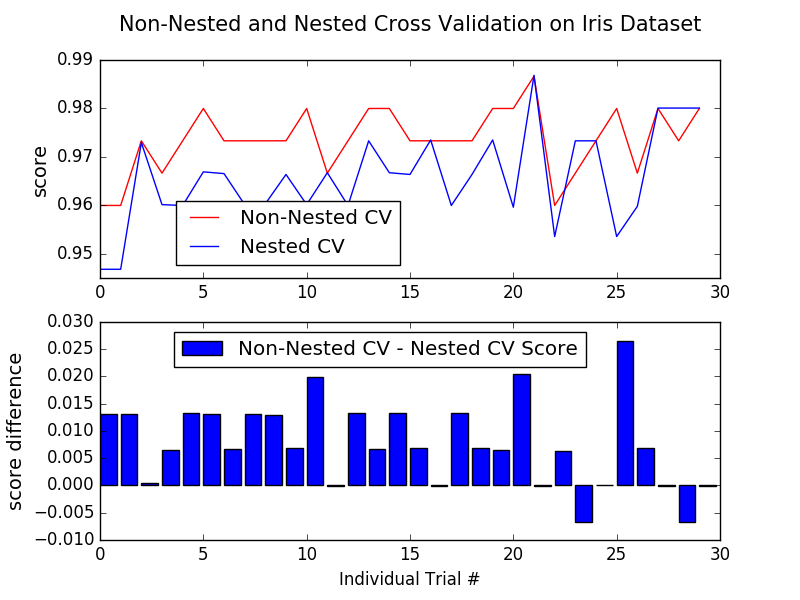 Non-Nested and Nested Cross Validation on Iris Dataset
0.99
0.98
0.97
0.96
0.95
score
Non-Nested CV
Nested CV
0 5 10 15 20 25 30
0.030
0.025
0.020
0.015
0.010
0.005
0.000
−0.005
−0.010
score difference
Non-Nested CV - Nested CV Score
0 5 10 15 20 25 30
Individual Trial #